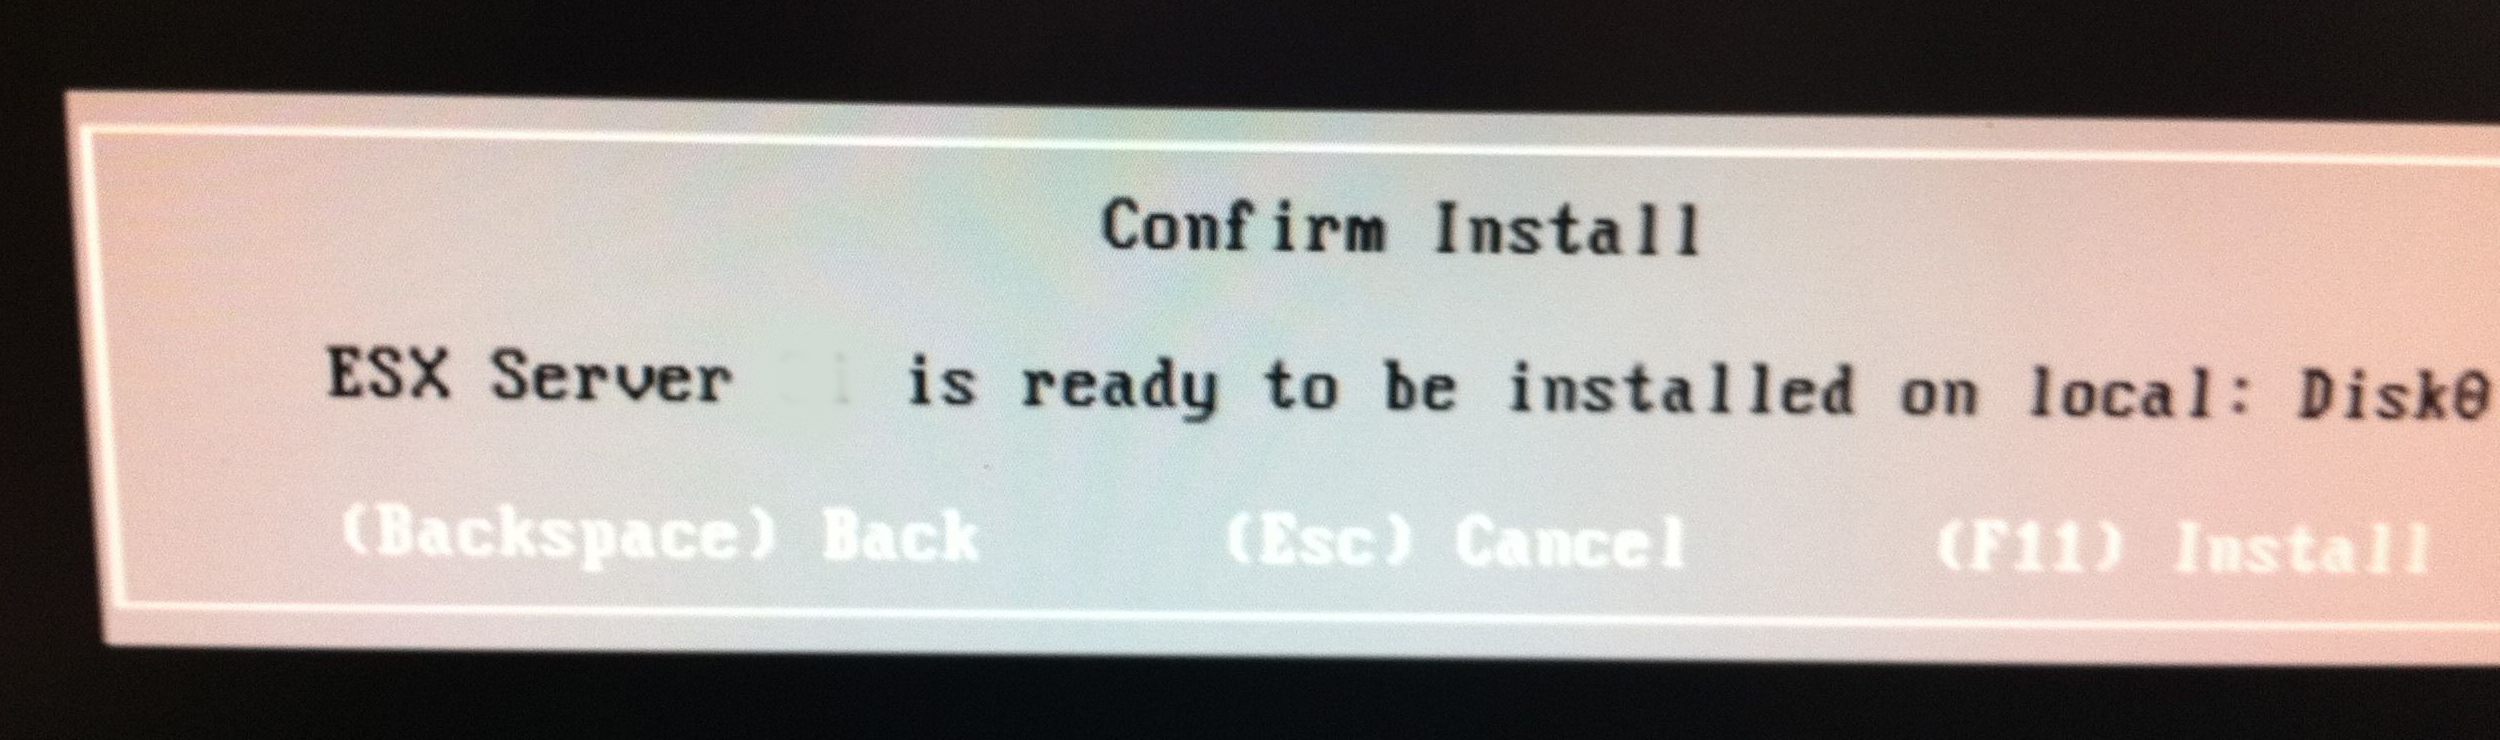 Confirm Install
ESX Server is ready to be installed on local: Disk0
(Backspace) Back (Esc) Cancel (F11) Install